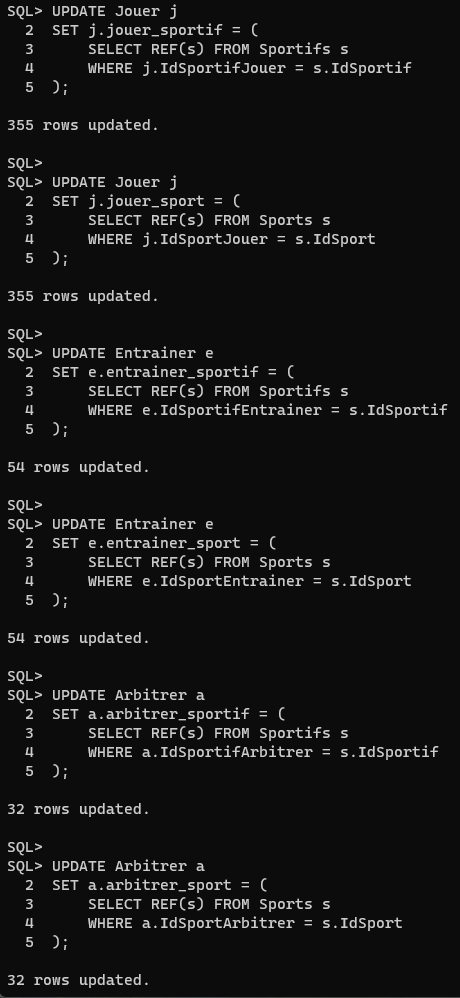 SQL> UPDATE Jouer j
  2  SET j.jouer_sportif = (
  3      SELECT REF(s) FROM Sportifs s
  4      WHERE j.IdSportifJouer = s.IdSportif
  5  );
355 rows updated.
SQL>
SQL> UPDATE Jouer j
  2  SET j.jouer_sport = (
  3      SELECT REF(s) FROM Sports s
  4      WHERE j.IdSportJouer = s.IdSport
  5  );
355 rows updated.
SQL>
SQL> UPDATE Entrainer e
  2  SET e.entrainer_sportif = (
  3      SELECT REF(s) FROM Sportifs s
  4      WHERE e.IdSportifEntrainer = s.IdSportif
  5  );
54 rows updated.
SQL>
SQL> UPDATE Entrainer e
  2  SET e.entrainer_sport = (
  3      SELECT REF(s) FROM Sports s
  4      WHERE e.IdSportEntrainer = s.IdSport
  5  );
54 rows updated.
SQL>
SQL> UPDATE Arbitrer a
  2  SET a.arbitrer_sportif = (
  3      SELECT REF(s) FROM Sportifs s
  4      WHERE a.IdSportifArbitrer = s.IdSportif
  5  );
32 rows updated.
SQL>
SQL> UPDATE Arbitrer a
  2  SET a.arbitrer_sport = (
  3      SELECT REF(s) FROM Sports s
  4      WHERE a.IdSportArbitrer = s.IdSport
  5  );
32 rows updated.